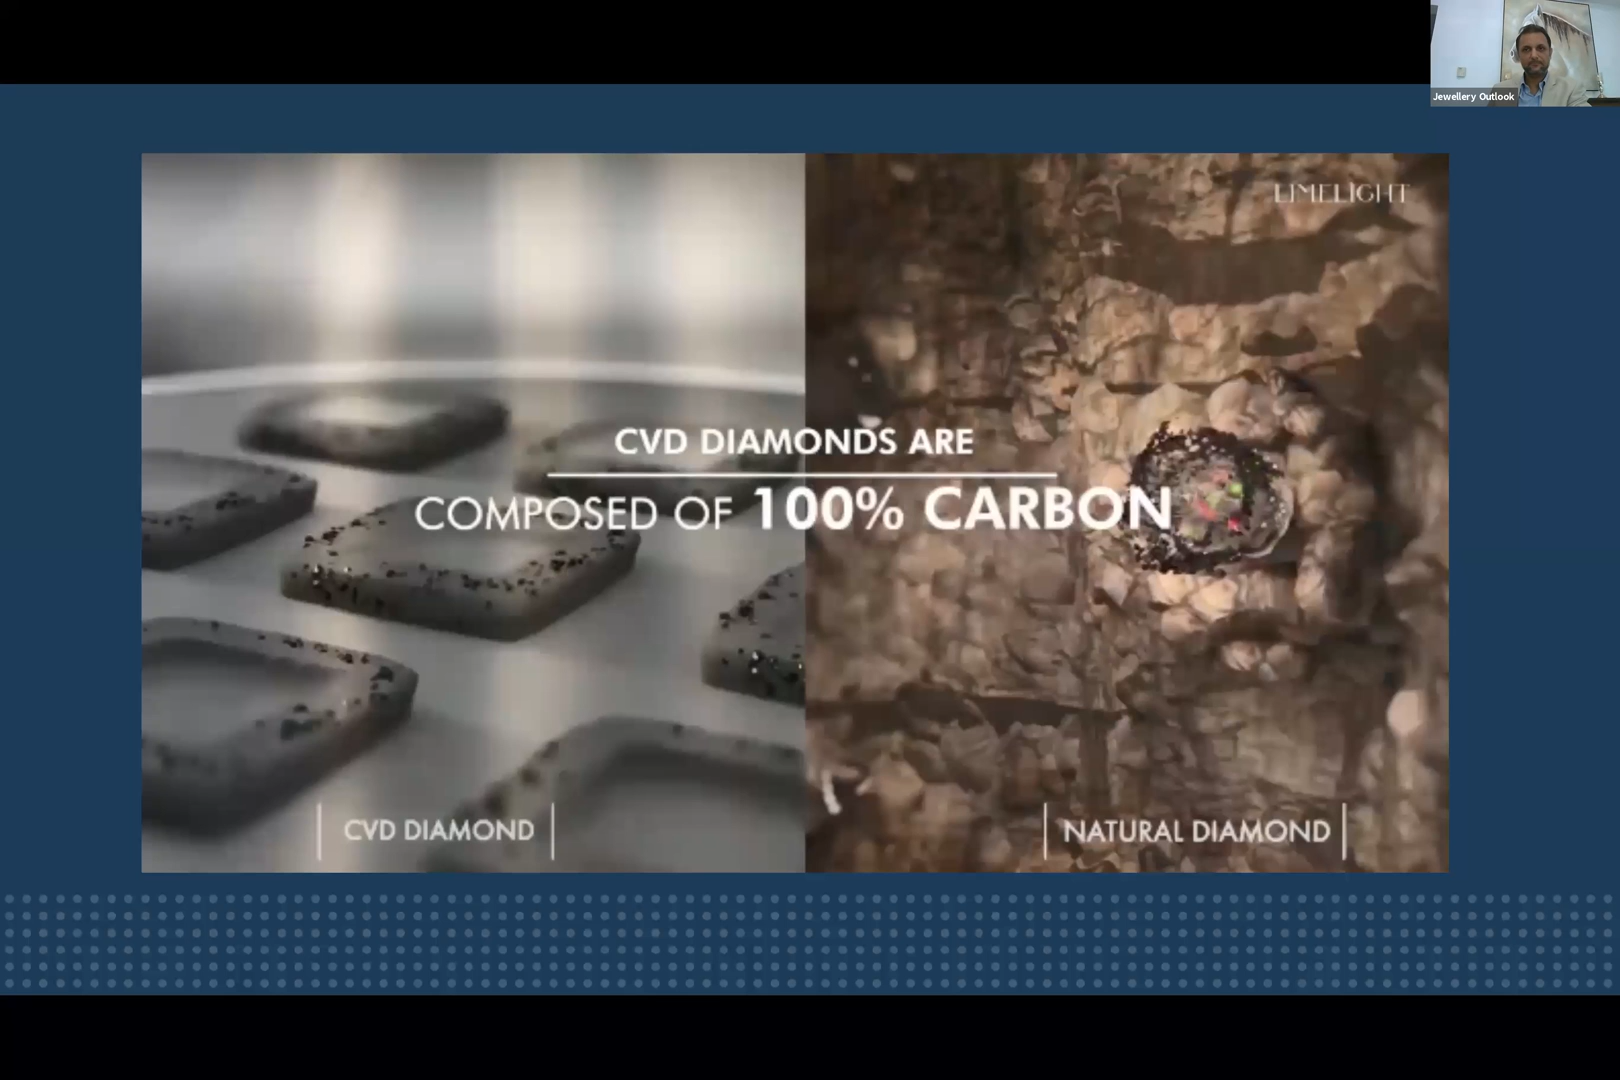 Jewellery Outlook
LIMELIGHT
CVD DIAMONDS ARE
COMPOSED OF 100% CARBON
CVD DIAMOND
NATURAL DIAMOND